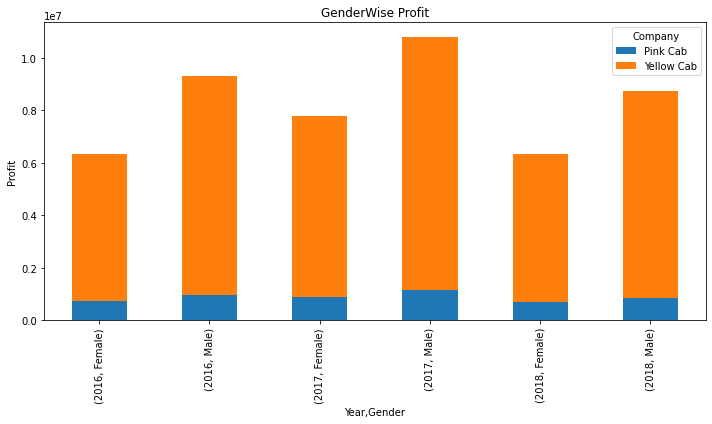 GenderWise Profit
1e7
Company
Pink Cab
Yellow Cab
1.0
0.8
0.6
0.4
0.2
0.0
Profit
(2016, Female)
(2016, Male)
(2017, Female)
(2017, Male)
(2018, Female)
(2018, Male)
Year,Gender